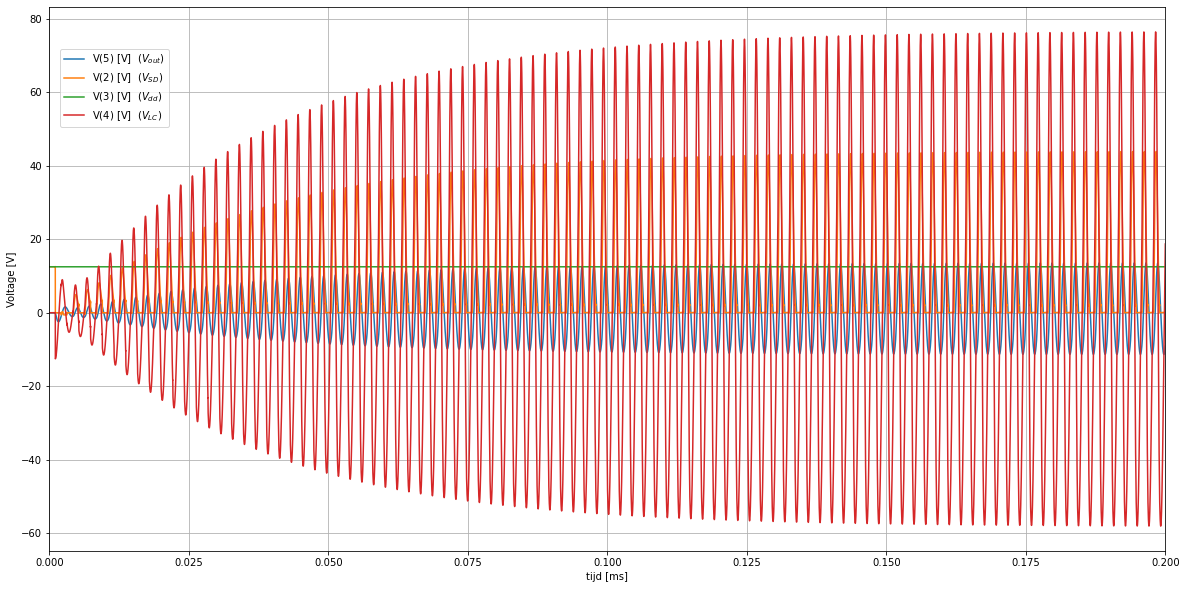 80
60
40
20
0
−20
−40
−60
Voltage [V]
V(5) [V] (V_out)
V(2) [V] (V_SD)
V(3) [V] (V_dd)
V(4) [V] (V_LC)
0.000 0.025 0.050 0.075 0.100 0.125 0.150 0.175 0.200
tijd [ms]